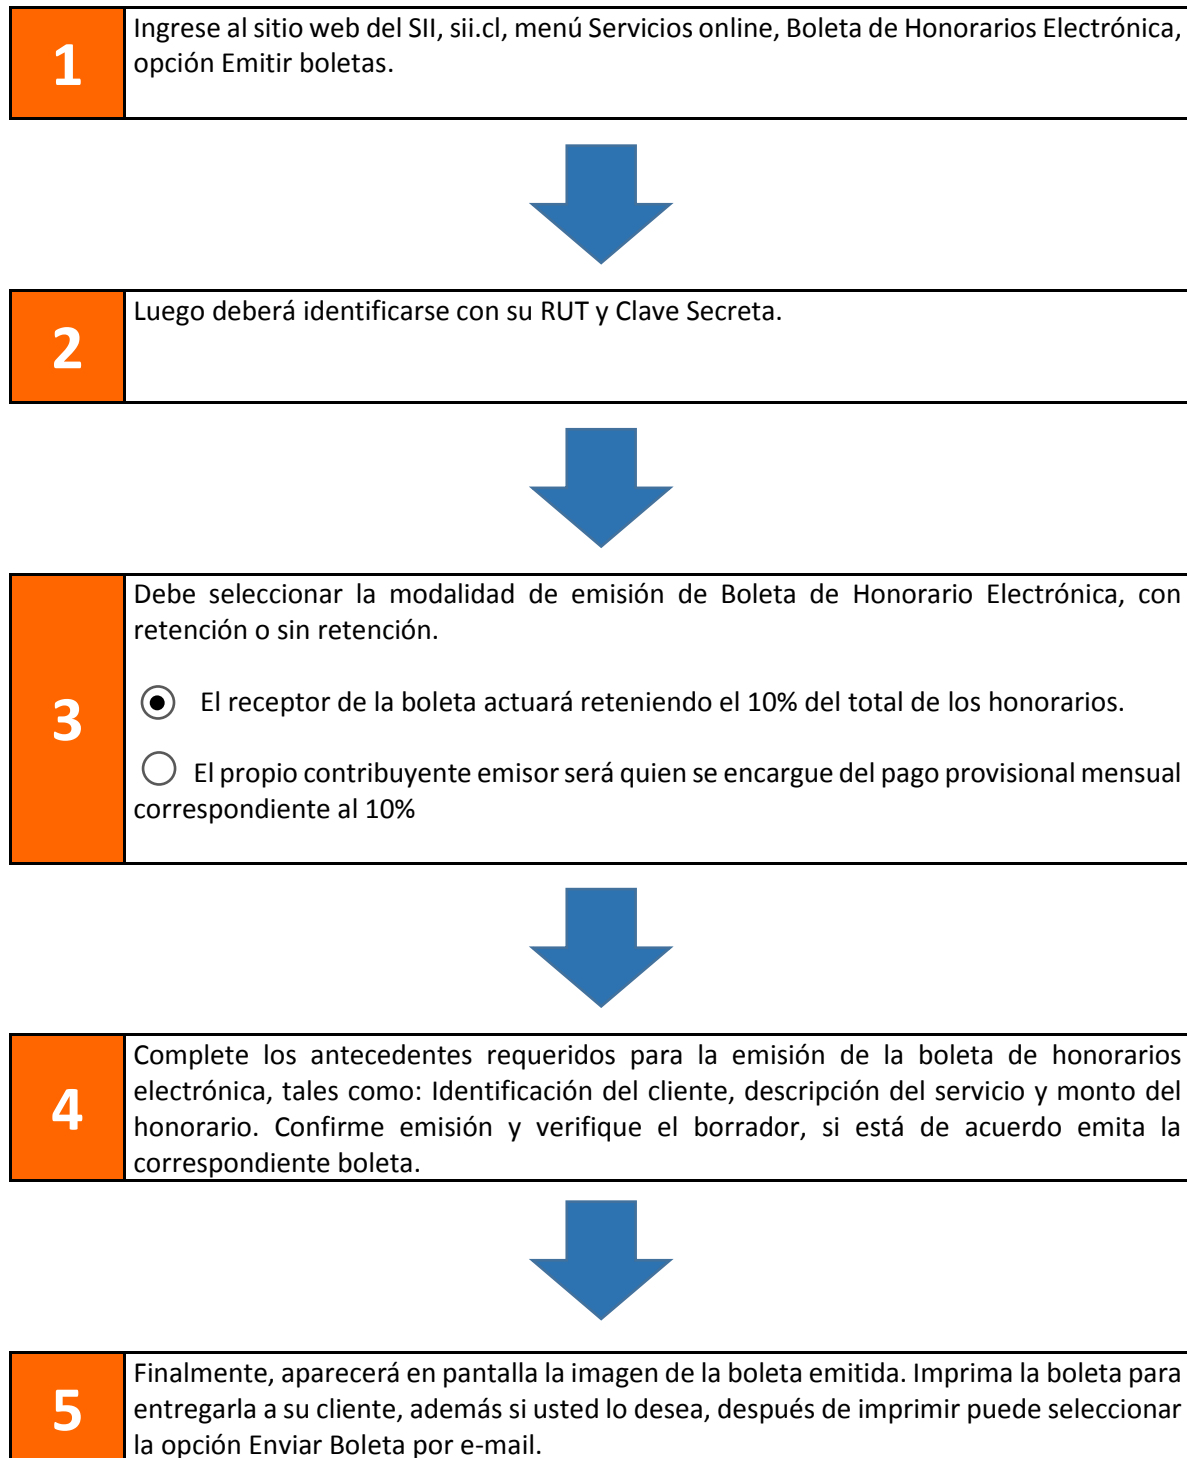 1
Ingrese al sitio web del SII, sii.cl, menú Servicios online, Boleta de Honorarios Electrónica,
opción Emitir boletas.
2
Luego deberá identificarse con su RUT y Clave Secreta.
3
Debe seleccionar la modalidad de emisión de Boleta de Honorario Electrónica, con
retención o sin retención.
El receptor de la boleta actuará reteniendo el 10% del total de los honorarios.
El propio contribuyente emisor será quien se encargue del pago provisional mensual
correspondiente al 10%
4
Complete los antecedentes requeridos para la emisión de la boleta de honorarios
electrónica, tales como: Identificación del cliente, descripción del servicio y monto del
honorario. Confirme emisión y verifique el borrador, si está de acuerdo emita la
correspondiente boleta.
5
Finalmente, aparecerá en pantalla la imagen de la boleta emitida. Imprima la boleta para
entregarla a su cliente, además si usted lo desea, después de imprimir puede seleccionar
la opción Enviar Boleta por e-mail.